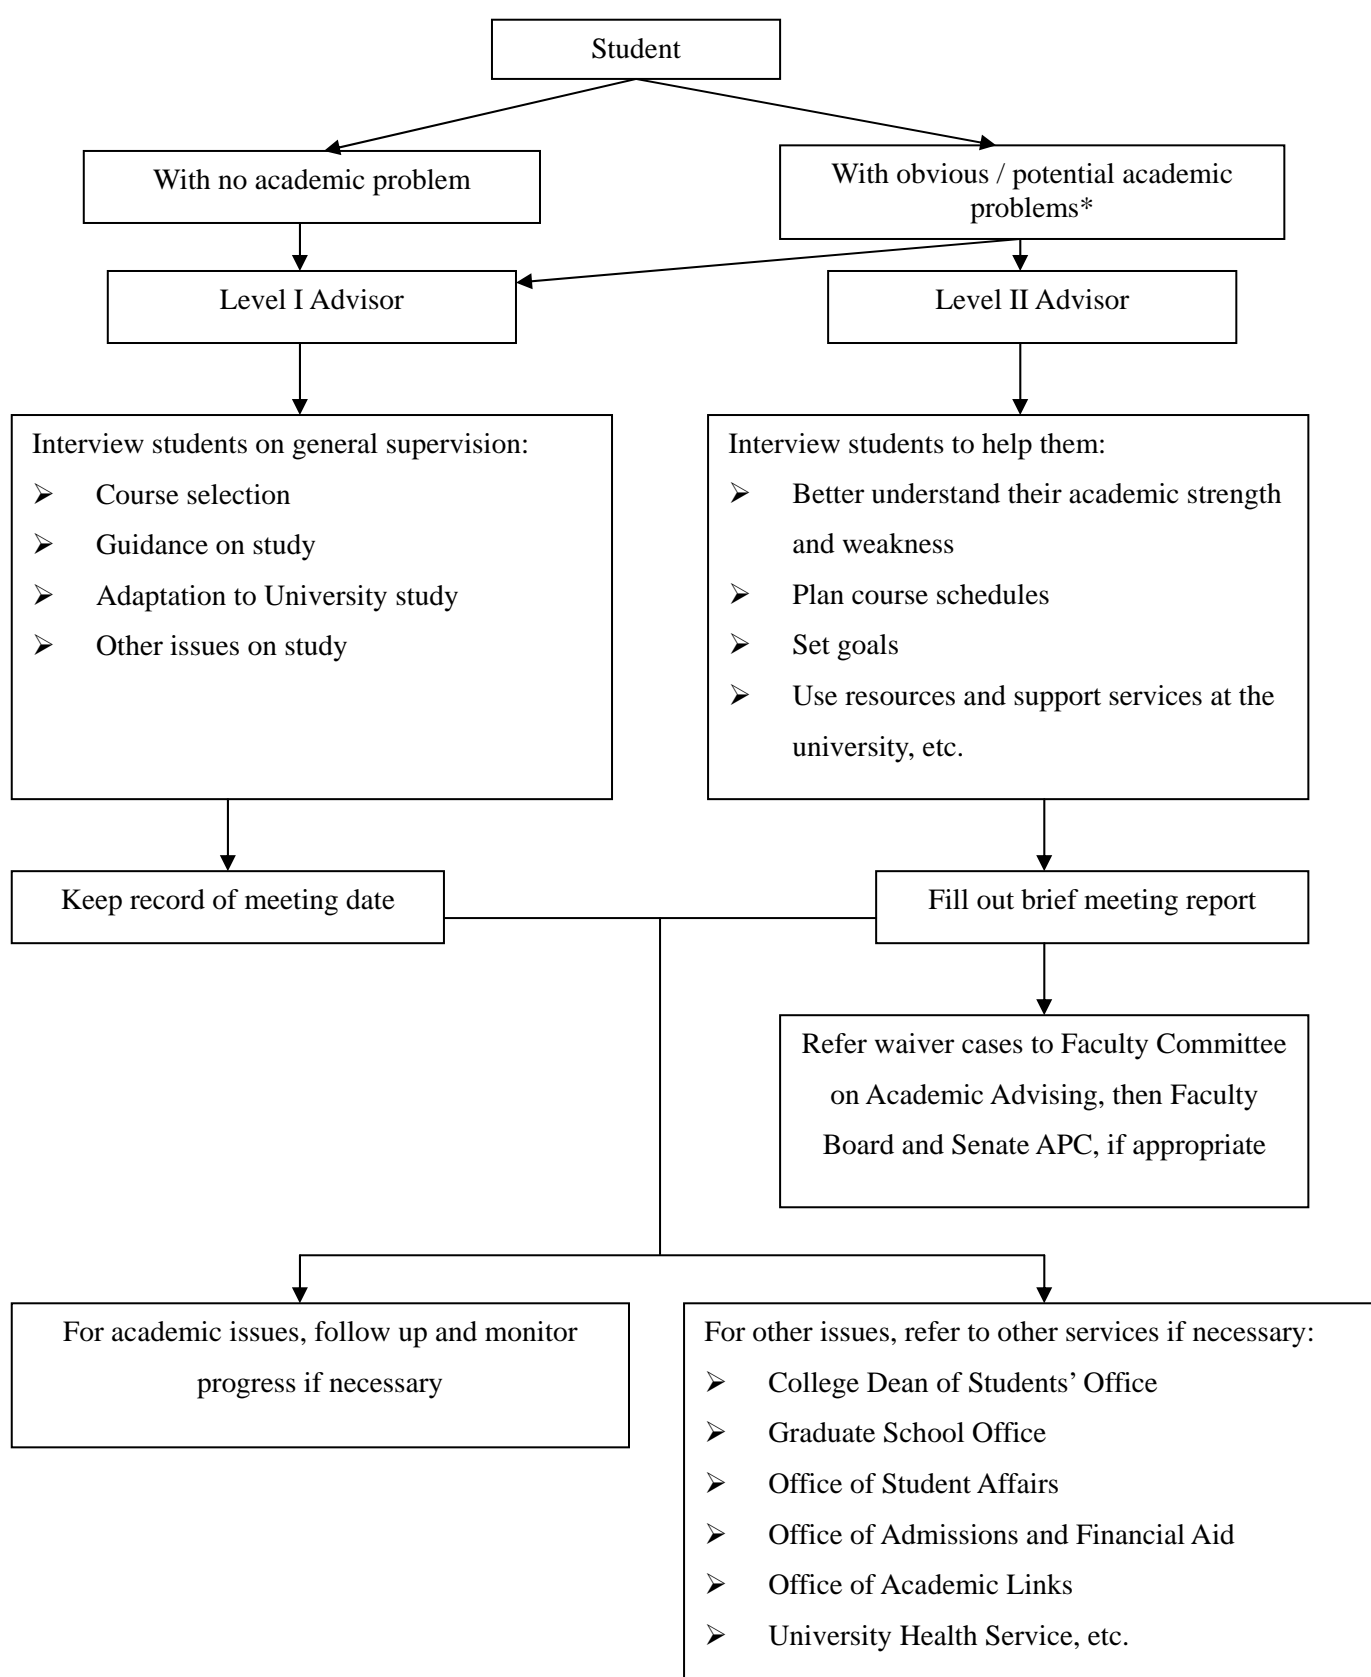 Student
With no academic problem
With obvious / potential academic
problems*
Level I Advisor
Level II Advisor
Interview students on general supervision:
➢ Course selection
➢ Guidance on study
➢ Adaptation to University study
➢ Other issues on study
Interview students to help them:
➢ Better understand their academic strength
and weakness
➢ Plan course schedules
➢ Set goals
➢ Use resources and support services at the
university, etc.
Keep record of meeting date
Fill out brief meeting report
Refer waiver cases to Faculty Committee
on Academic Advising, then Faculty
Board and Senate APC, if appropriate
For academic issues, follow up and monitor
progress if necessary
For other issues, refer to other services if necessary:
➢ College Dean of Students’ Office
➢ Graduate School Office
➢ Office of Student Affairs
➢ Office of Admissions and Financial Aid
➢ Office of Academic Links
➢ University Health Service, etc.